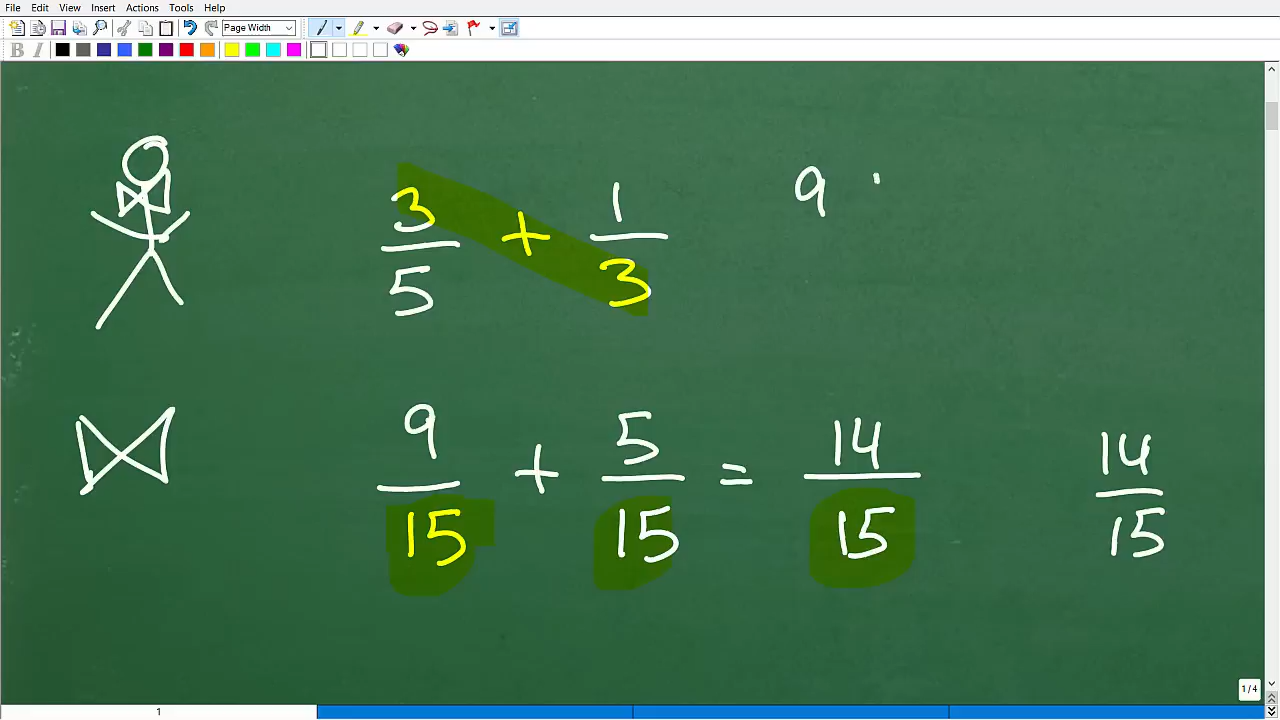 File Edit View Insert Actions Tools Help
Page Width
B I
3/5 + 1/3 9
9/15 + 5/15 = 14/15 14/15
1/4
1